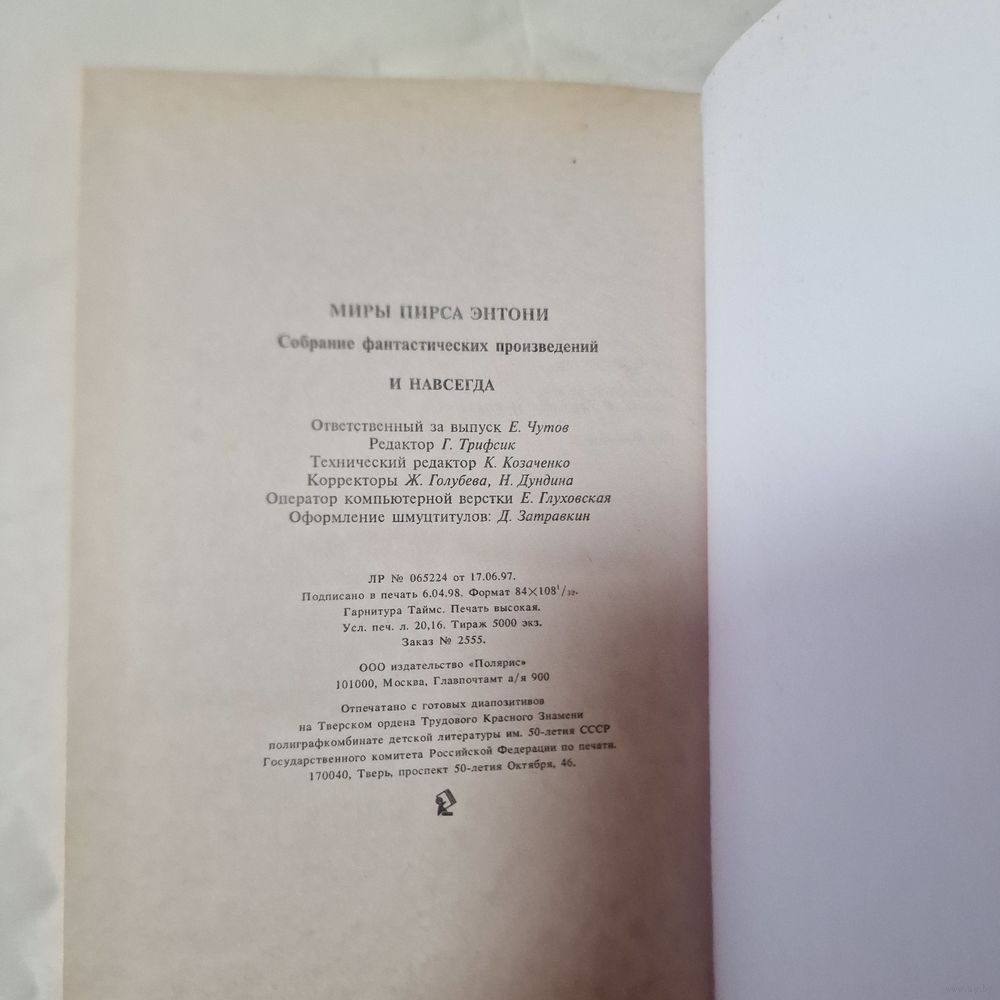 МИРЫ ПИРСА ЭНТОНИ
Собрание фантастических произведений
И НАВСЕГДА
Ответственный за выпуск Е. Чутов
Редактор Г. Трифсик
Технический редактор К. Козаченко
Корректоры Ж. Голубева, Н. Дундина
Оператор компьютерной верстки Е. Глуховская
Оформление шмуцтитулов: Д. Затравкин
ЛР № 065224 от 17.06.97.
Подписано в печать 6.04.98. Формат 84×108¹/₃₂.
Гарнитура Таймс. Печать высокая.
Усл. печ. л. 20,16. Тираж 5000 экз.
Заказ № 2555.
ООО издательство «Полярис»
101000, Москва, Главпочтамт а/я 900
Отпечатано с готовых диапозитивов
на Тверском ордена Трудового Красного Знамени
полиграфкомбинате детской литературы им. 50-летия СССР
Государственного комитета Российской Федерации по печати.
170040, Тверь, проспект 50-летия Октября, 46.